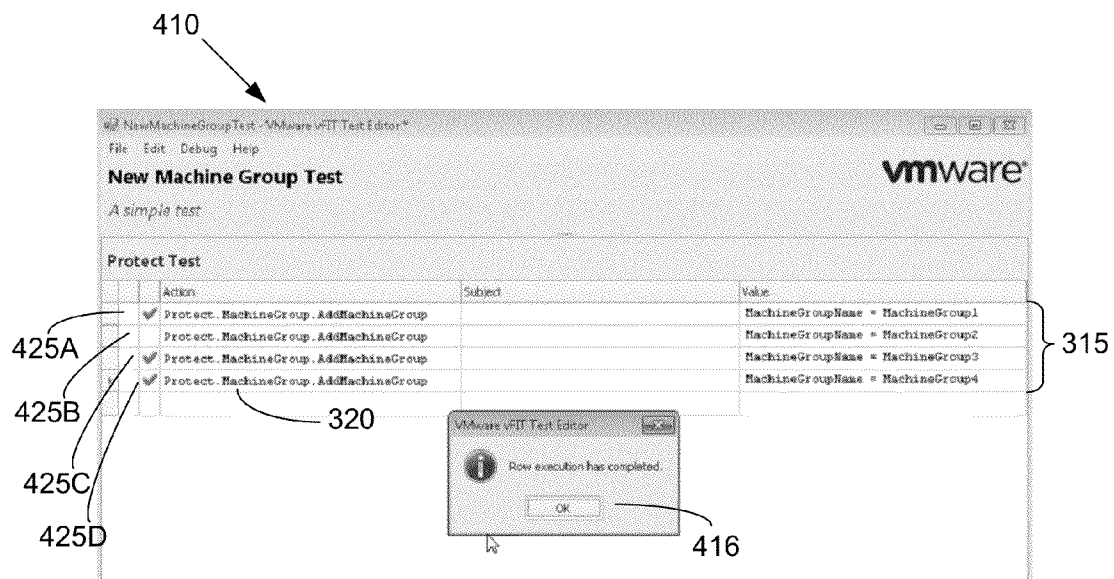 410
NewMachineGroupTest - VMware vFIT Test Editor *
File Edit Debug Help
New Machine Group Test
vmware®
A simple test
Protect Test
Action Subject Value
Protect.MachineGroup.AddMachineGroup MachineGroupName = MachineGroup1
Protect.MachineGroup.AddMachineGroup MachineGroupName = MachineGroup2
Protect.MachineGroup.AddMachineGroup MachineGroupName = MachineGroup3
Protect.MachineGroup.AddMachineGroup MachineGroupName = MachineGroup4
315
425A
425B
320
VMware vFIT Test Editor
Row execution has completed.
425C
OK
425D
416